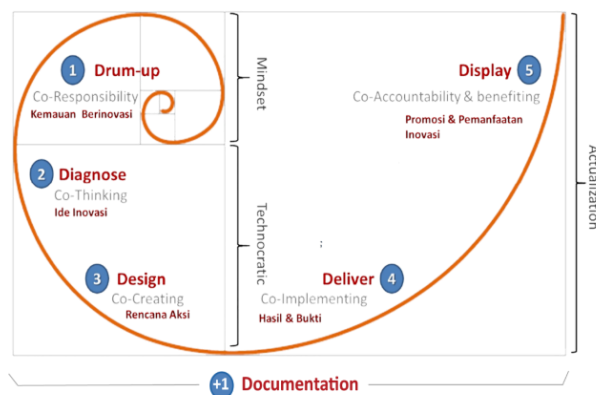 1 Drum-up
Co-Responsibility
Kemauan Berinovasi
Mindset
2 Diagnose
Co-Thinking
Ide Inovasi
3 Design
Co-Creating
Rencana Aksi
Technocratic
;
Deliver 4
Co-Implementing
Hasil & Bukti
Display 5
Co-Accountability & benefiting
Promosi & Pemanfaatan
Inovasi
Actualization
+1 Documentation